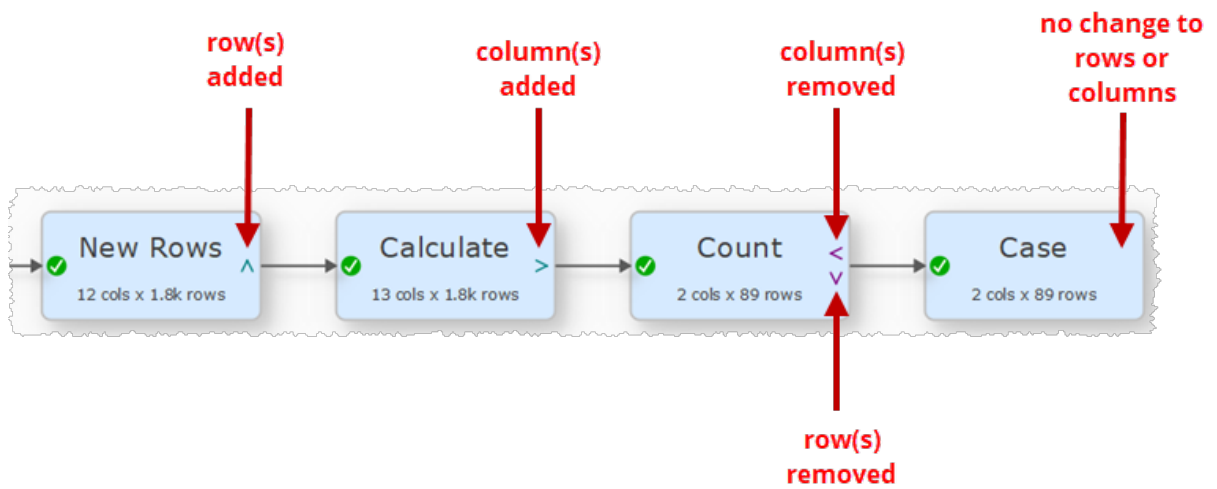 row(s)
added
column(s)
added
column(s)
removed
no change to
rows or
columns
New Rows
^
12 cols x 1.8k rows
Calculate
>
13 cols x 1.8k rows
Count
<
v
2 cols x 89 rows
Case
2 cols x 89 rows
row(s)
removed